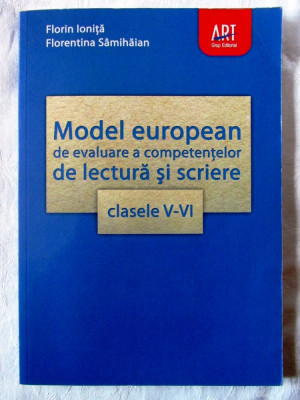 Florin Ioniță
Florentina Sâmihăian
ART
Grup Editorial
Model european
de evaluare a competențelor
de lectură și scriere
clasele V-VI